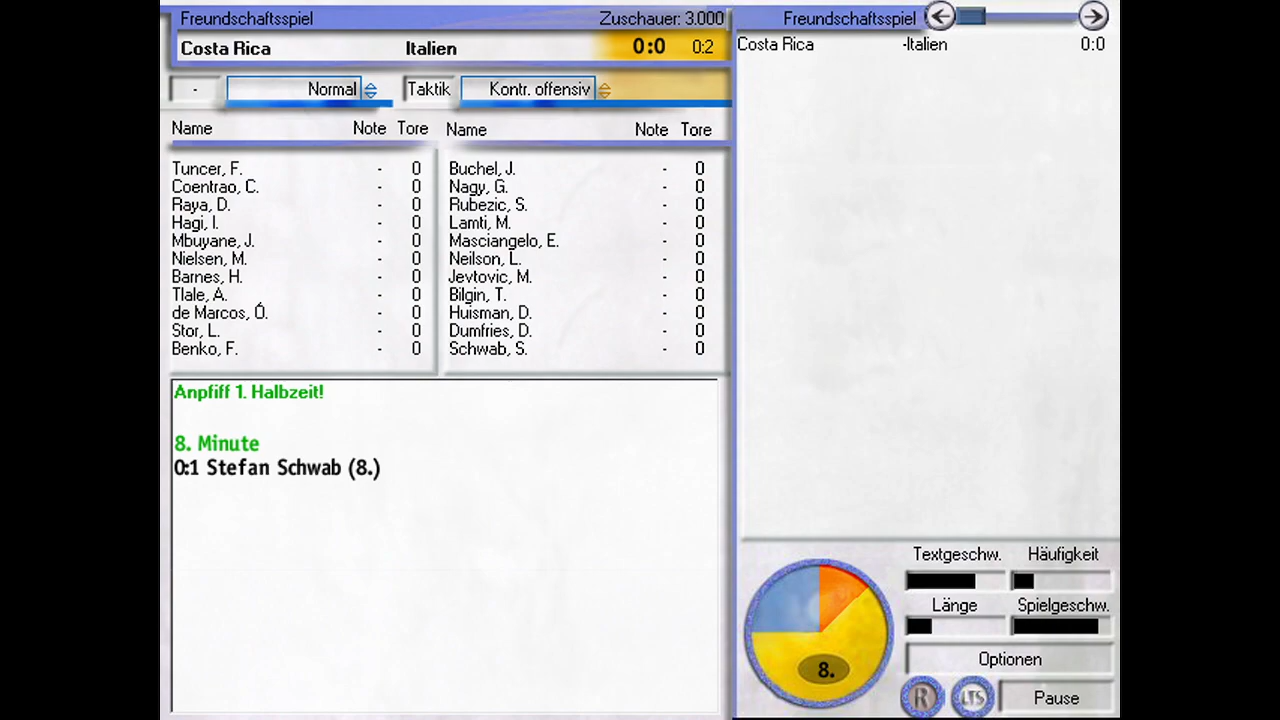 Freundschaftsspiel Zuschauer: 3.000
Costa Rica Italien 0:0 0:2
- Normal Taktik Kontr. offensiv
Name Note Tore Name Note Tore
Tuncer, F. - 0 Buchel, J. - 0
Coentrao, C. - 0 Nagy, G. - 0
Raya, D. - 0 Rubezic, S. - 0
Hagi, I. - 0 Lamti, M. - 0
Mbuyane, J. - 0 Masciangelo, E. - 0
Nielsen, M. - 0 Neilson, L. - 0
Barnes, H. - 0 Jevtovic, M. - 0
Tlale, A. - 0 Bilgin, T. - 0
de Marcos, Ó. - 0 Huisman, D. - 0
Stor, L. - 0 Dumfries, D. - 0
Benko, F. - 0 Schwab, S. - 0
Anpfiff 1. Halbzeit!
8. Minute
0:1 Stefan Schwab (8.)
Freundschaftsspiel
Costa Rica -Italien 0:0
Textgeschw. Häufigkeit
Länge Spielgeschw.
8.
Optionen
R LTS Pause